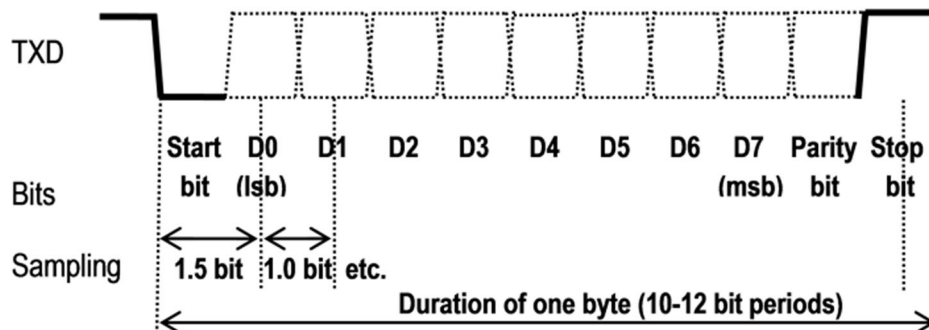 TXD
Start D0 D1 D2 D3 D4 D5 D6 D7 Parity Stop
Bits bit (lsb) (msb) bit bit
Sampling 1.5 bit 1.0 bit etc.
Duration of one byte (10-12 bit periods)